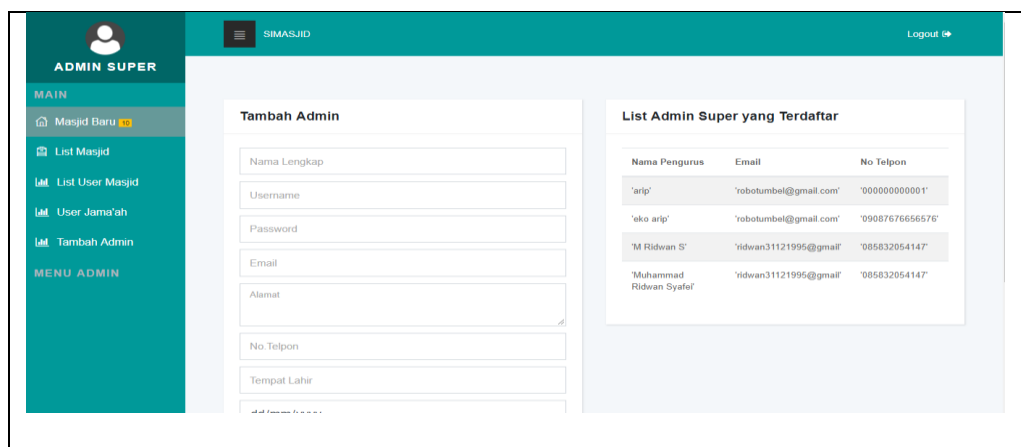 SIMASJID
Logout
ADMIN SUPER
MAIN
Masjid Baru 10
List Masjid
List User Masjid
User Jama'ah
Tambah Admin
MENU ADMIN
Tambah Admin
Nama Lengkap
Username
Password
Email
Alamat
No.Telpon
Tempat Lahir
dd/mm/yyyy
List Admin Super yang Terdaftar
Nama Pengurus Email No Telpon
'arip' 'robotumbel@gmail.com' '000000000001'
'eko arip' 'robotumbel@gmail.com' '09087676656576'
'M Ridwan S' 'ridwan31121995@gmail' '085832054147'
'Muhammad 'ridwan31121995@gmail' '085832054147'
Ridwan Syafei'